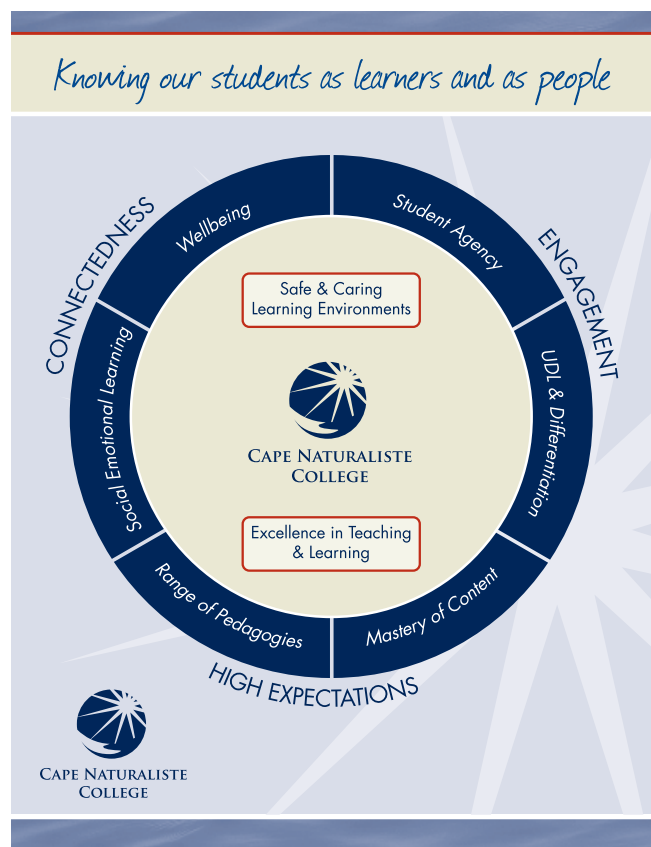 Knowing our students as learners and as people
CONNECTEDNESS
Wellbeing
Student Agency
ENGAGEMENT
Safe & Caring
Learning Environments
Social Emotional Learning
UDL & Differentiation
CAPE NATURALISTE
COLLEGE
Excellence in Teaching
& Learning
Range of Pedagogies
Mastery of Content
HIGH EXPECTATIONS
CAPE NATURALISTE
COLLEGE